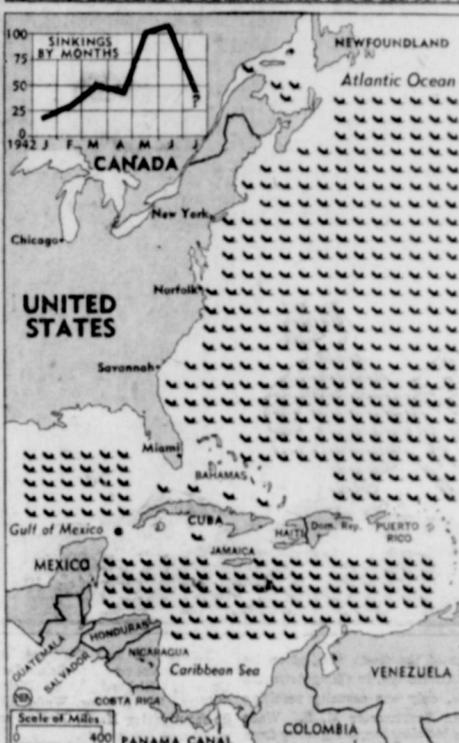 SINKINGS
BY MONTHS
100
75
50
25
0
1942 J F M A M J J
?
NEWFOUNDLAND
Atlantic Ocean
CANADA
New York
Chicago
Norfolk
UNITED
STATES
Savannah
Miami
BAHAMAS
Gulf of Mexico
CUBA
HAITI
Dom. Rep.
PUERTO
RICO
JAMAICA
MEXICO
HONDURAS
GUATEMALA
SALVADOR
NICARAGUA
Caribbean Sea
VENEZUELA
COSTA RICA
NEA
Scale of Miles
0 400
PANAMA CANAL
COLOMBIA